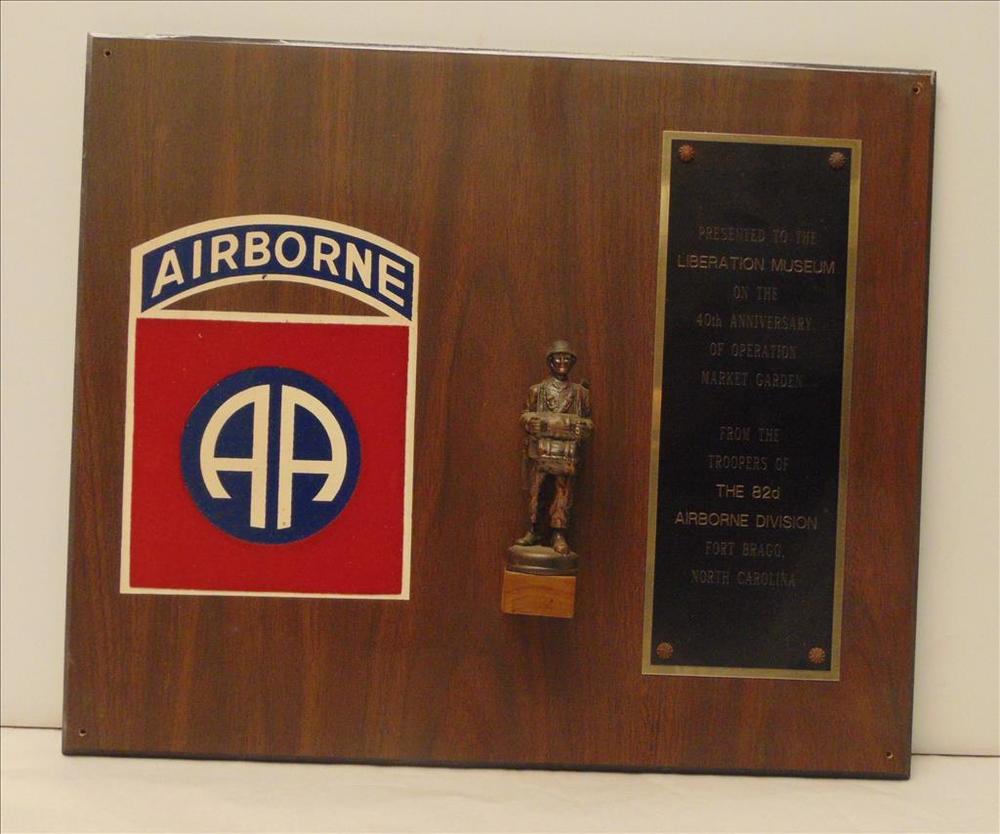 AIRBORNE
AA
PRESENTED TO THE
LIBERATION MUSEUM
ON THE
40th ANNIVERSARY
OF OPERATION
MARKET GARDEN
FROM THE
TROOPERS OF
THE 82d
AIRBORNE DIVISION
FORT BRAGG,
NORTH CAROLINA